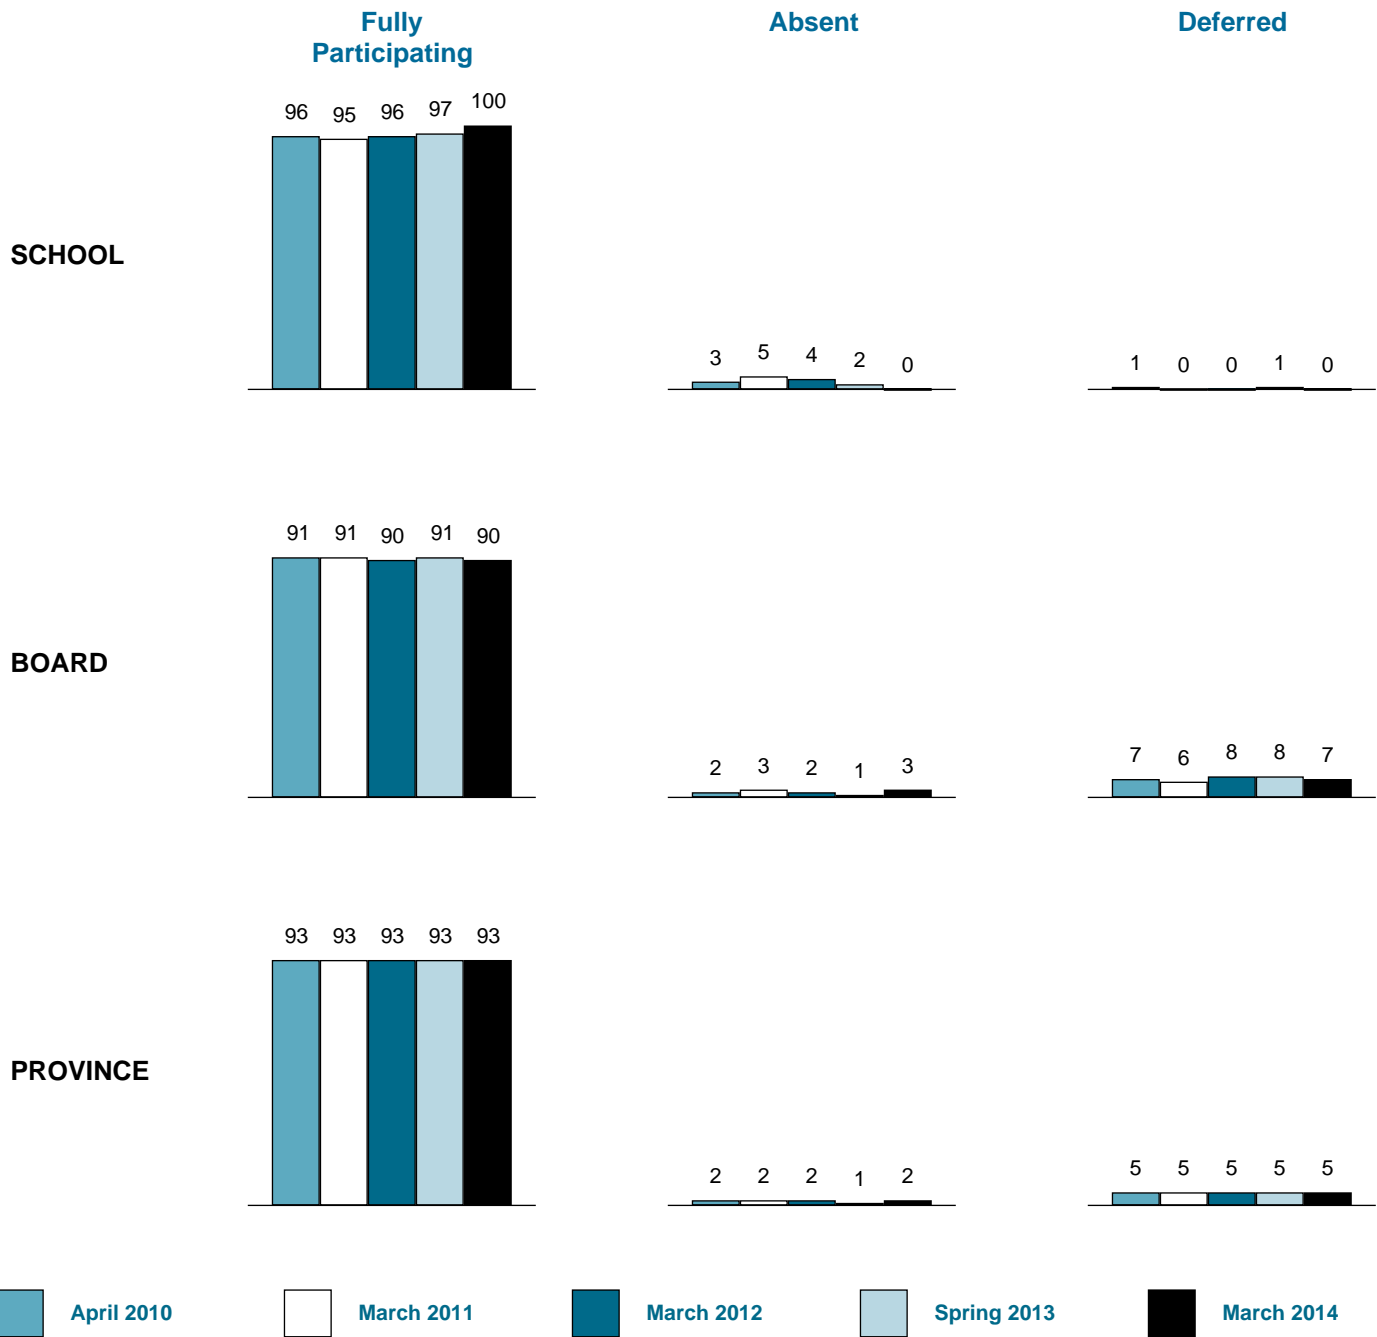 Fully
Participating
Absent
Deferred
SCHOOL
96 95 96 97 100
3 5 4 2 0
1 0 0 1 0
BOARD
91 91 90 91 90
2 3 2 1 3
7 6 8 8 7
PROVINCE
93 93 93 93 93
2 2 2 1 2
5 5 5 5 5
April 2010
March 2011
March 2012
Spring 2013
March 2014